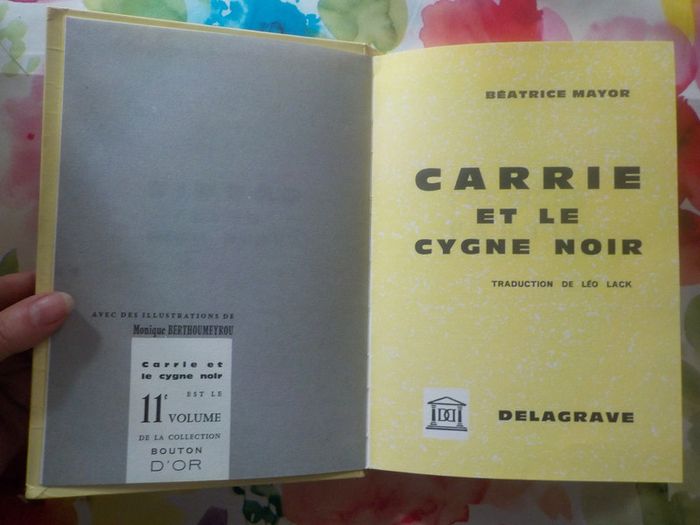 AVEC DES ILLUSTRATIONS DE
Monique BERTHOUMEYROU
Carrie et
le cygne noir
EST LE
11e VOLUME
DE LA COLLECTION
BOUTON
D'OR
BÉATRICE MAYOR
CARRIE
ET LE
CYGNE NOIR
TRADUCTION DE LÉO LACK
DELAGRAVE